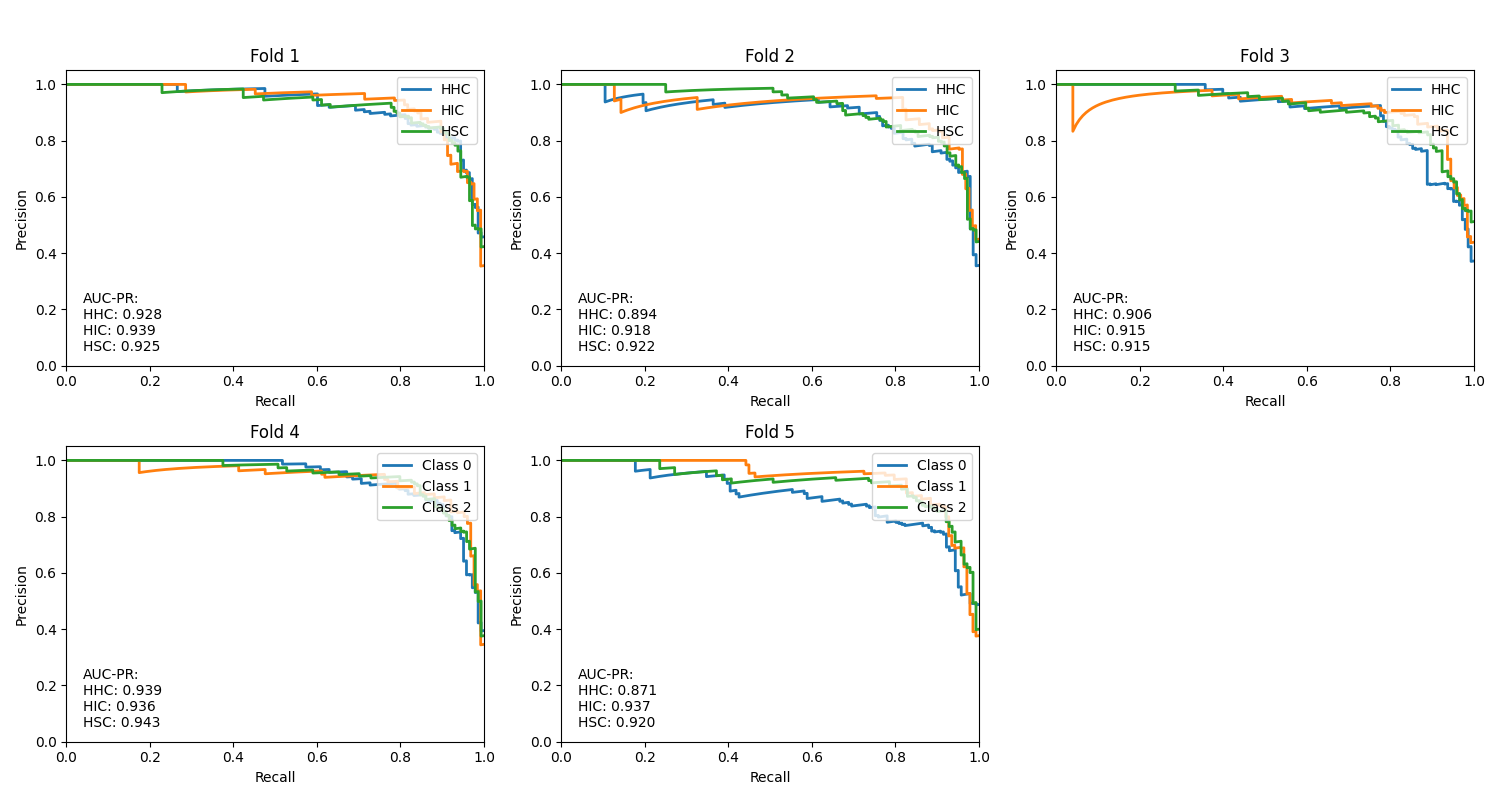 Fold 1
1.0
0.8
0.6
0.4
0.2
0.0
Precision
HHC
HIC
HSC
AUC-PR:
HHC: 0.928
HIC: 0.939
HSC: 0.925
0.0 0.2 0.4 0.6 0.8 1.0
Recall
Fold 2
1.0
0.8
0.6
0.4
0.2
0.0
Precision
HHC
HIC
HSC
AUC-PR:
HHC: 0.894
HIC: 0.918
HSC: 0.922
0.0 0.2 0.4 0.6 0.8 1.0
Recall
Fold 3
1.0
0.8
0.6
0.4
0.2
0.0
Precision
HHC
HIC
HSC
AUC-PR:
HHC: 0.906
HIC: 0.915
HSC: 0.915
0.0 0.2 0.4 0.6 0.8 1.0
Recall
Fold 4
1.0
0.8
0.6
0.4
0.2
0.0
Precision
Class 0
Class 1
Class 2
AUC-PR:
HHC: 0.939
HIC: 0.936
HSC: 0.943
0.0 0.2 0.4 0.6 0.8 1.0
Recall
Fold 5
1.0
0.8
0.6
0.4
0.2
0.0
Precision
Class 0
Class 1
Class 2
AUC-PR:
HHC: 0.871
HIC: 0.937
HSC: 0.920
0.0 0.2 0.4 0.6 0.8 1.0
Recall